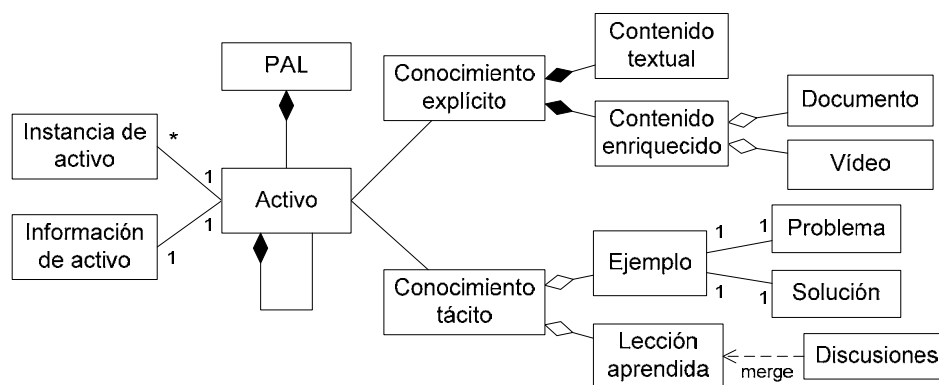 PAL
Conocimiento
explícito
Contenido
textual
Contenido
enriquecido
Documento
Vídeo
Instancia de
activo
*
1
Activo
Información
de activo
1
1
Conocimiento
tácito
Ejemplo
1
1
Problema
1
1
Solución
Lección
aprendida
merge
Discusiones